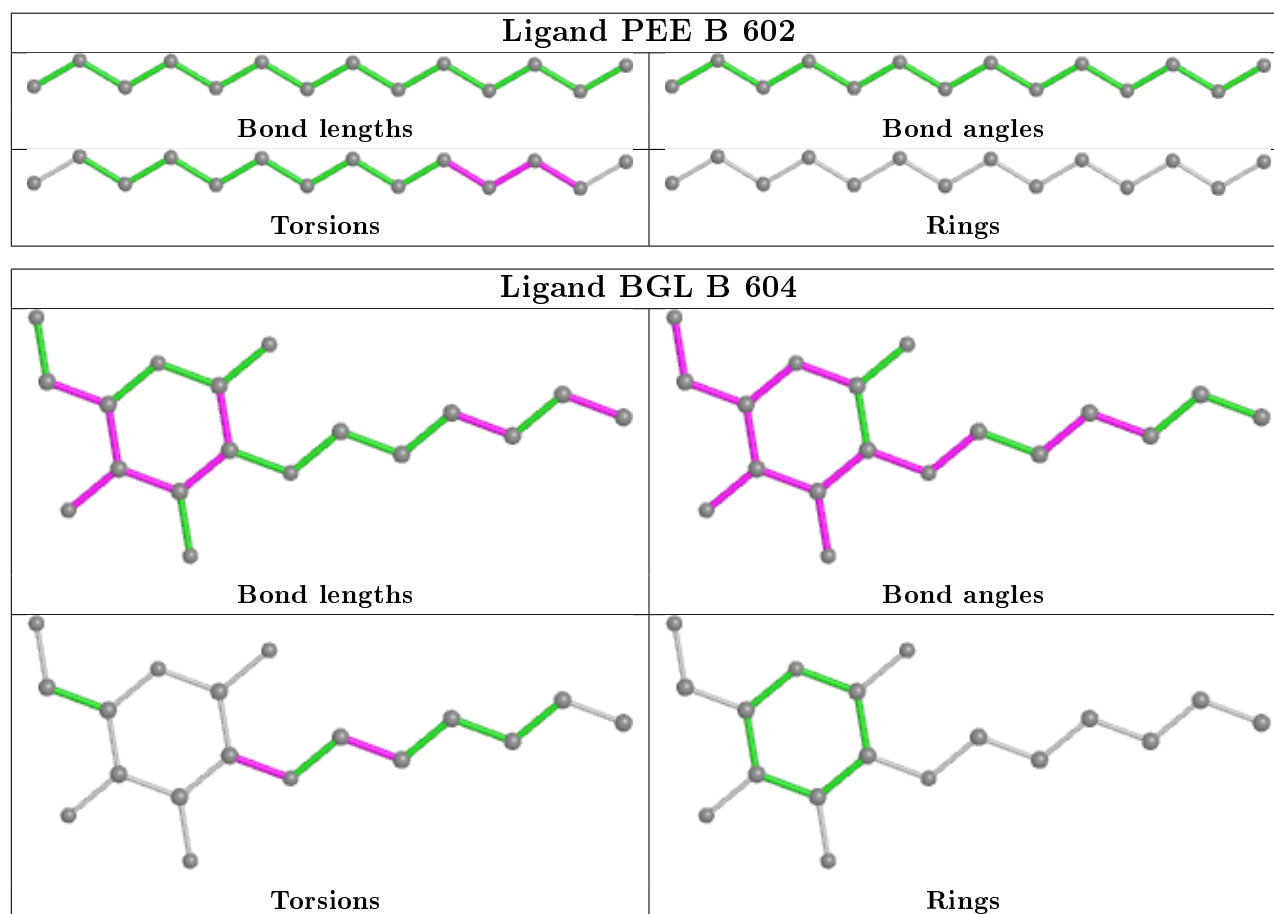 Ligand PEE B 602
Bond lengths
Bond angles
Torsions
Rings
Ligand BGL B 604
Bond lengths
Bond angles
Torsions
Rings